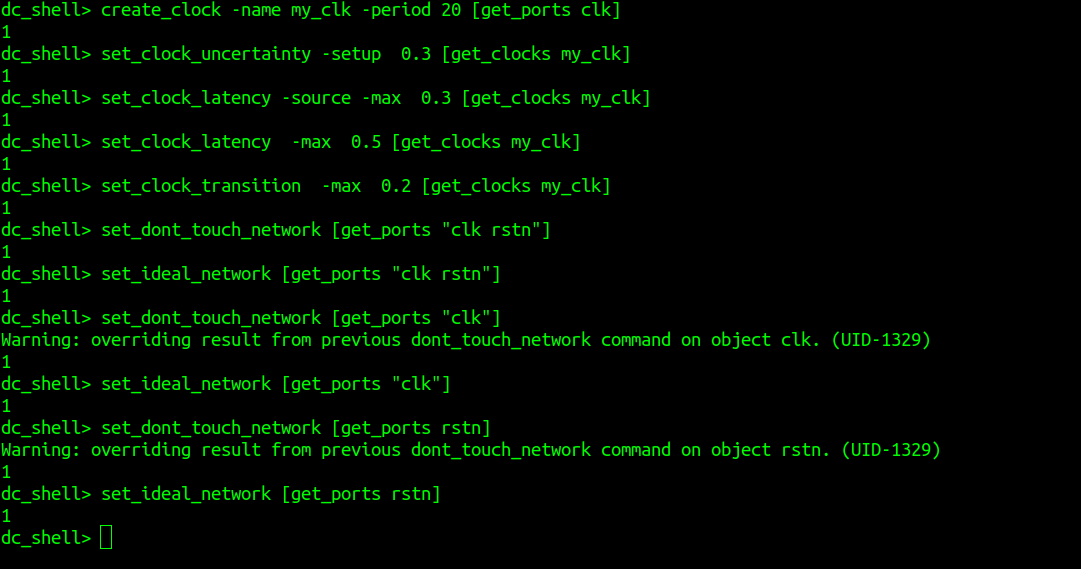 dc_shell> create_clock -name my_clk -period 20 [get_ports clk]
1
dc_shell> set_clock_uncertainty -setup  0.3 [get_clocks my_clk]
1
dc_shell> set_clock_latency -source -max  0.3 [get_clocks my_clk]
1
dc_shell> set_clock_latency  -max  0.5 [get_clocks my_clk]
1
dc_shell> set_clock_transition  -max  0.2 [get_clocks my_clk]
1
dc_shell> set_dont_touch_network [get_ports "clk rstn"]
1
dc_shell> set_ideal_network [get_ports "clk rstn"]
1
dc_shell> set_dont_touch_network [get_ports "clk"]
Warning: overriding result from previous dont_touch_network command on object clk. (UID-1329)
1
dc_shell> set_ideal_network [get_ports "clk"]
1
dc_shell> set_dont_touch_network [get_ports rstn]
Warning: overriding result from previous dont_touch_network command on object rstn. (UID-1329)
1
dc_shell> set_ideal_network [get_ports rstn]
1
dc_shell>